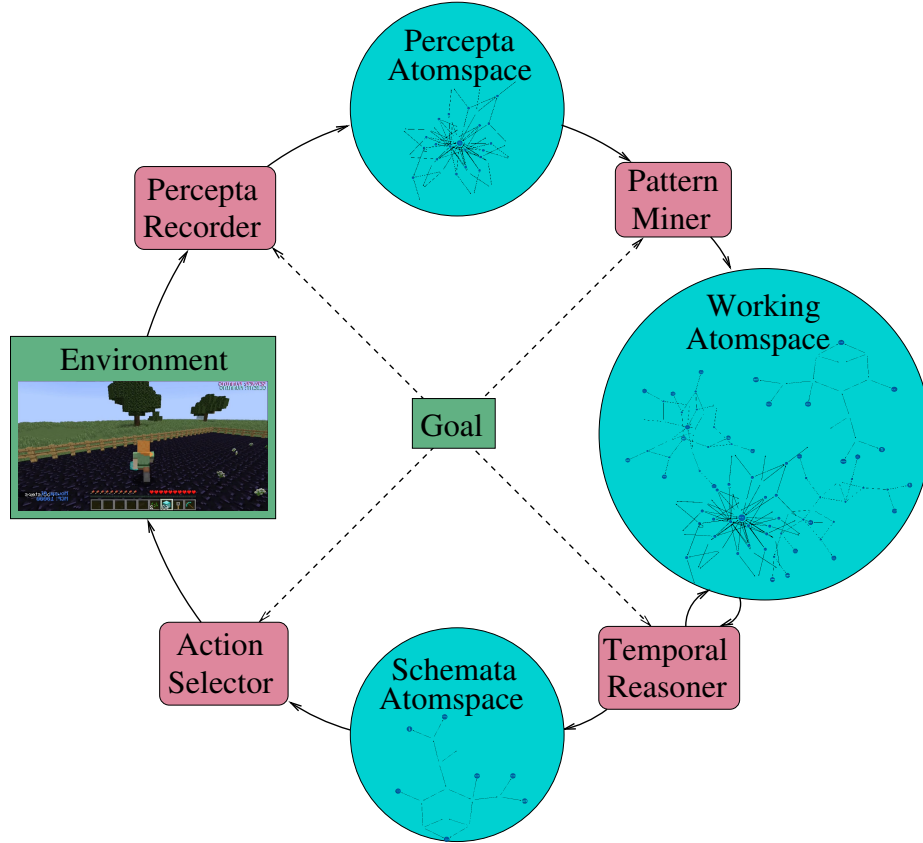 Percepta
Atomspace
Percepta
Recorder
Pattern
Miner
Working
Atomspace
Environment
Goal
Action
Selector
Schemata
Atomspace
Temporal
Reasoner